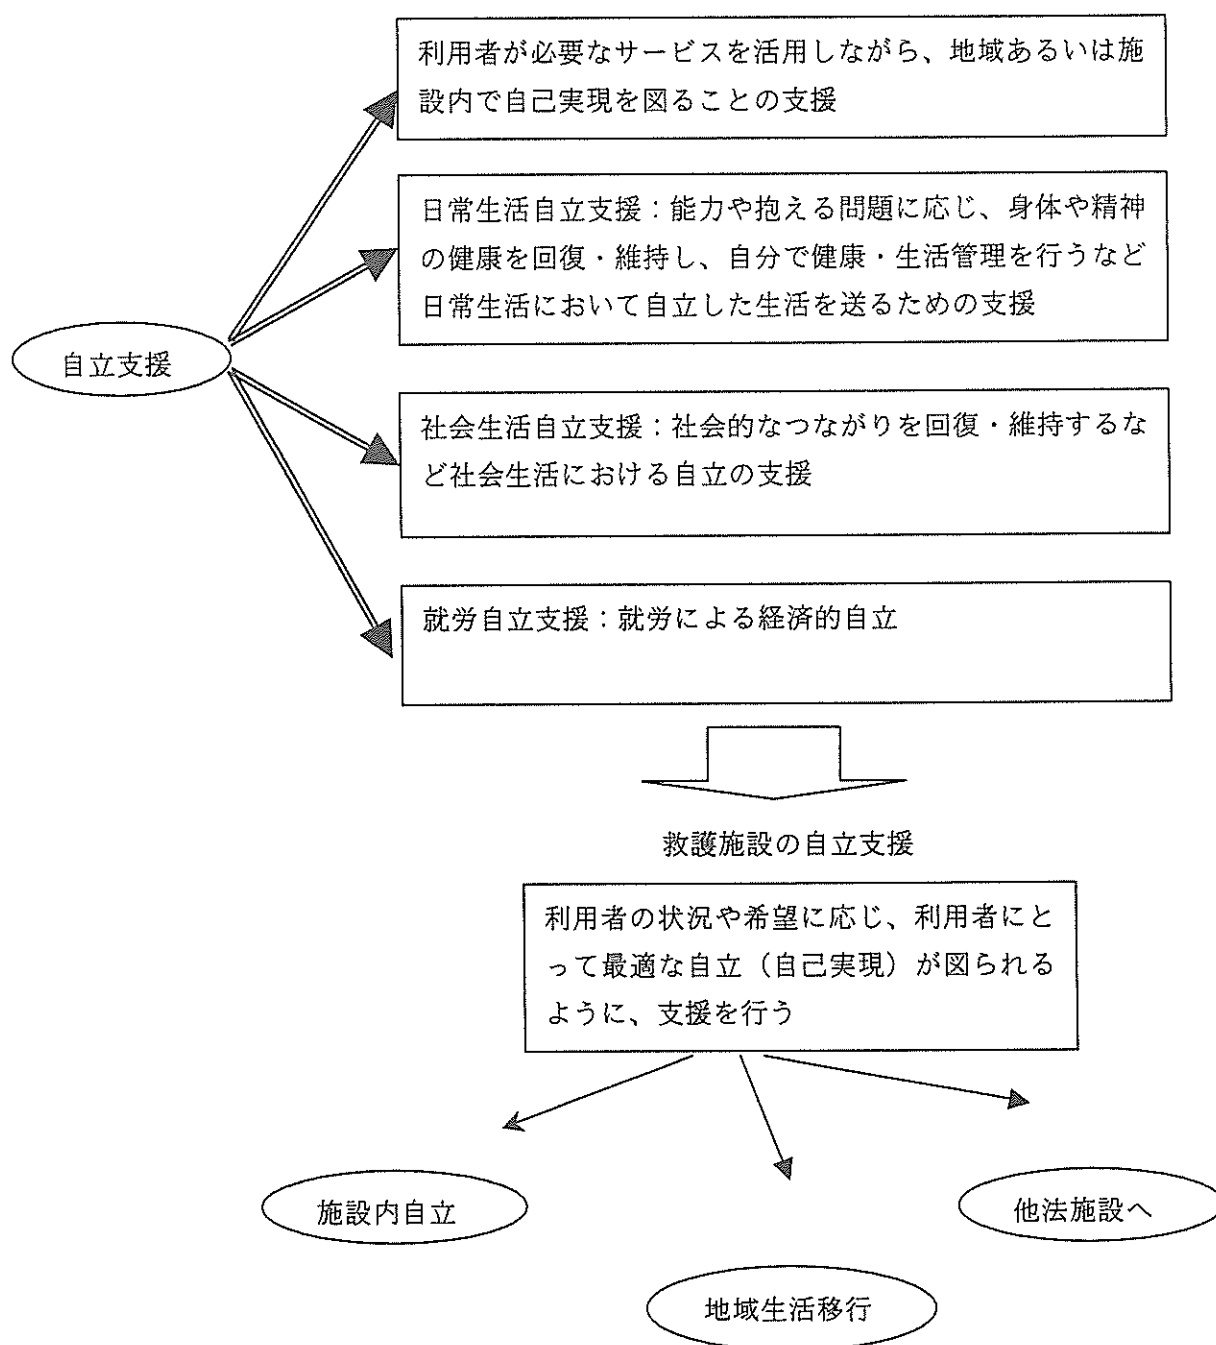 利用者が必要なサービスを活用しながら、地域あるいは施
設内で自己実現を図ることの支援
日常生活自立支援：能力や抱える問題に応じ、身体や精神
の健康を回復・維持し、自分で健康・生活管理を行うなど
日常生活において自立した生活を送るための支援
自立支援
社会生活自立支援：社会的なつながりを回復・維持するな
ど社会生活における自立の支援
就労自立支援：就労による経済的自立
救護施設の自立支援
利用者の状況や希望に応じ、利用者にと
って最適な自立（自己実現）が図られる
ように、支援を行う
施設内自立
他法施設へ
地域生活移行